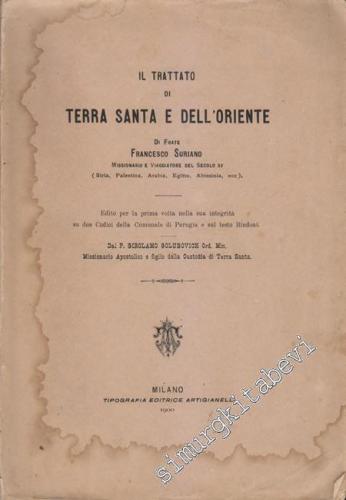 IL TRATTATO
DI
TERRA SANTA E DELL'ORIENTE
DI FRATE
FRANCESCO SURIANO
MISSIONARIO E VIAGGIATORE DEL SECOLO XV
(Siria, Palestina, Arabia, Egitto, Abissinia, ecc).
Edito per la prima volta nella sua integrità
su due Codici della Comunale di Perugia e sul testo Bindoni
Dal P. GIROLAMO GOLUBOVICH Ord. Min.
Missionario Apostolico e figlio della Custodia di Terra Santa.
MILANO
TIPOGRAFIA EDITRICE ARTIGIANELLI
1900
simurgkitabevi